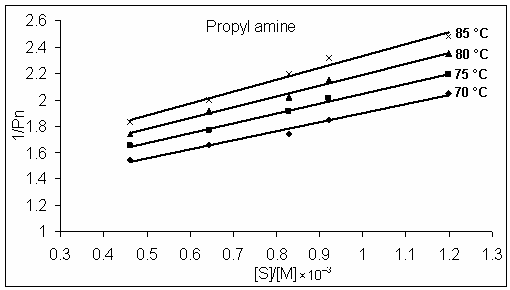 Propyl amine
2.6
2.4
2.2
2
1.8
1.6
1.4
1.2
1
1/Pn
85 °C
80 °C
75 °C
70 °C
0.3 0.4 0.5 0.6 0.7 0.8 0.9 1 1.1 1.2 1.3
[S]/[M] × 10⁻³